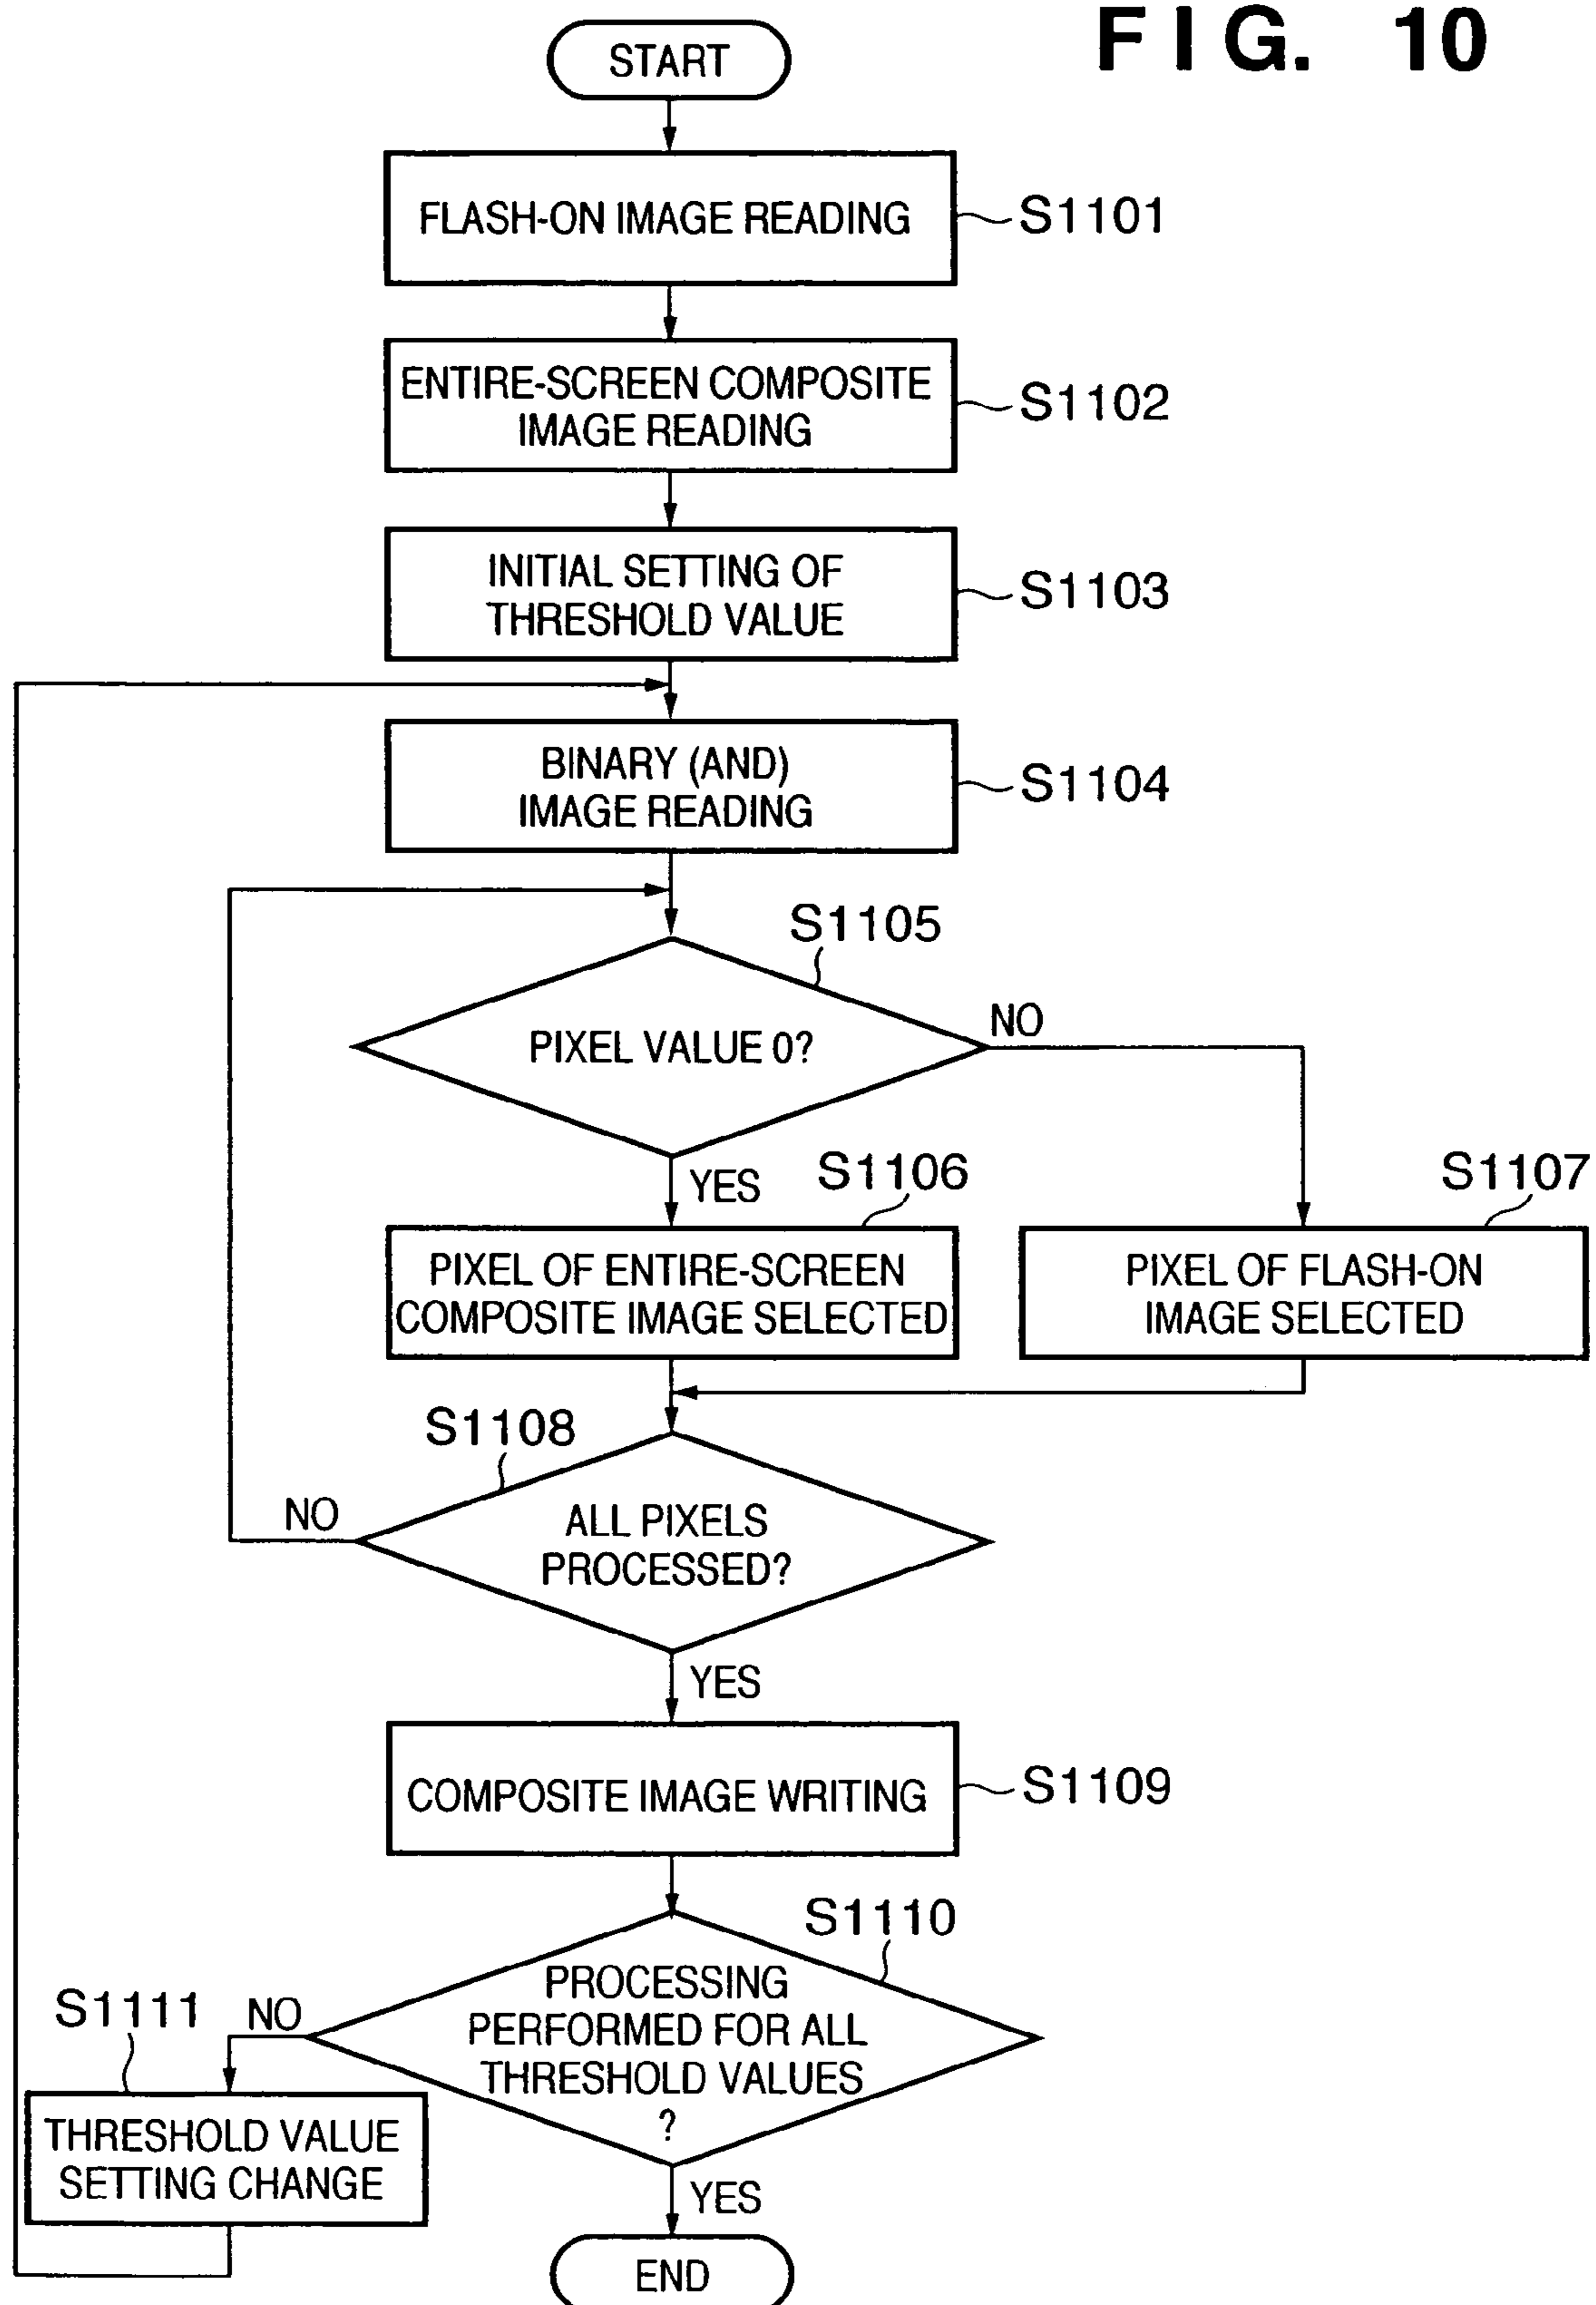 FIG. 10
START
FLASH-ON IMAGE READING
S1101
ENTIRE-SCREEN COMPOSITE
IMAGE READING
S1102
INITIAL SETTING OF
THRESHOLD VALUE
S1103
BINARY (AND)
IMAGE READING
S1104
S1105
PIXEL VALUE 0?
NO
YES
S1106
S1107
PIXEL OF ENTIRE-SCREEN
COMPOSITE IMAGE SELECTED
PIXEL OF FLASH-ON
IMAGE SELECTED
S1108
NO
ALL PIXELS
PROCESSED?
YES
COMPOSITE IMAGE WRITING
S1109
S1110
PROCESSING
PERFORMED FOR ALL
THRESHOLD VALUES
?
S1111
NO
THRESHOLD VALUE
SETTING CHANGE
YES
END